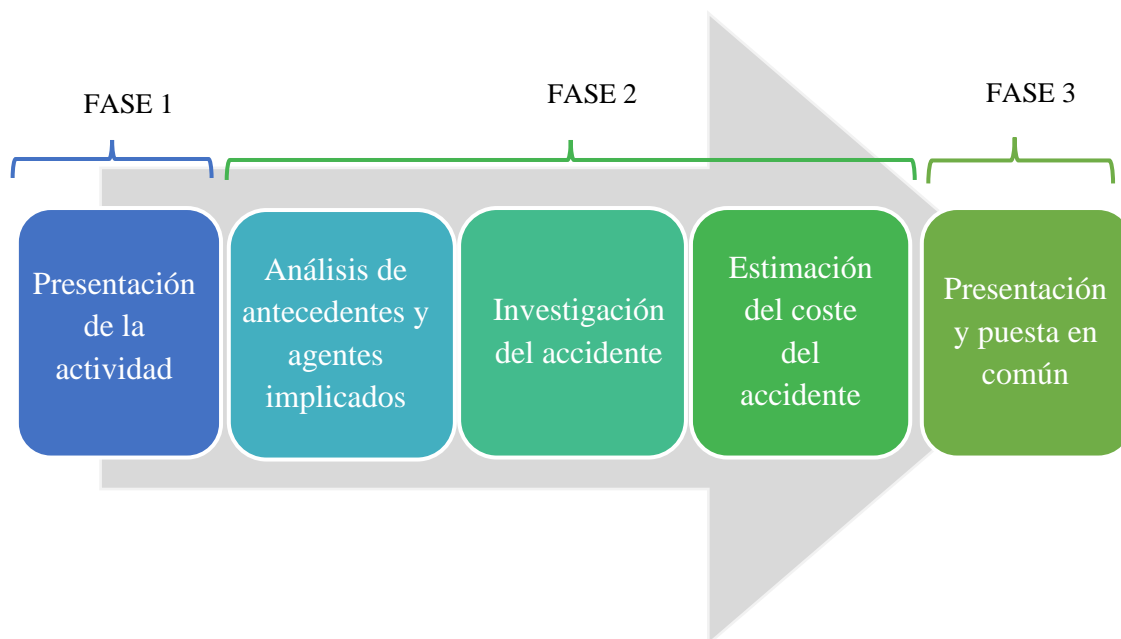 FASE 1
FASE 2
FASE 3
Presentación
de la
actividad
Análisis de
antecedentes y
agentes
implicados
Investigación
del accidente
Estimación
del coste
del
accidente
Presentación
y puesta en
común